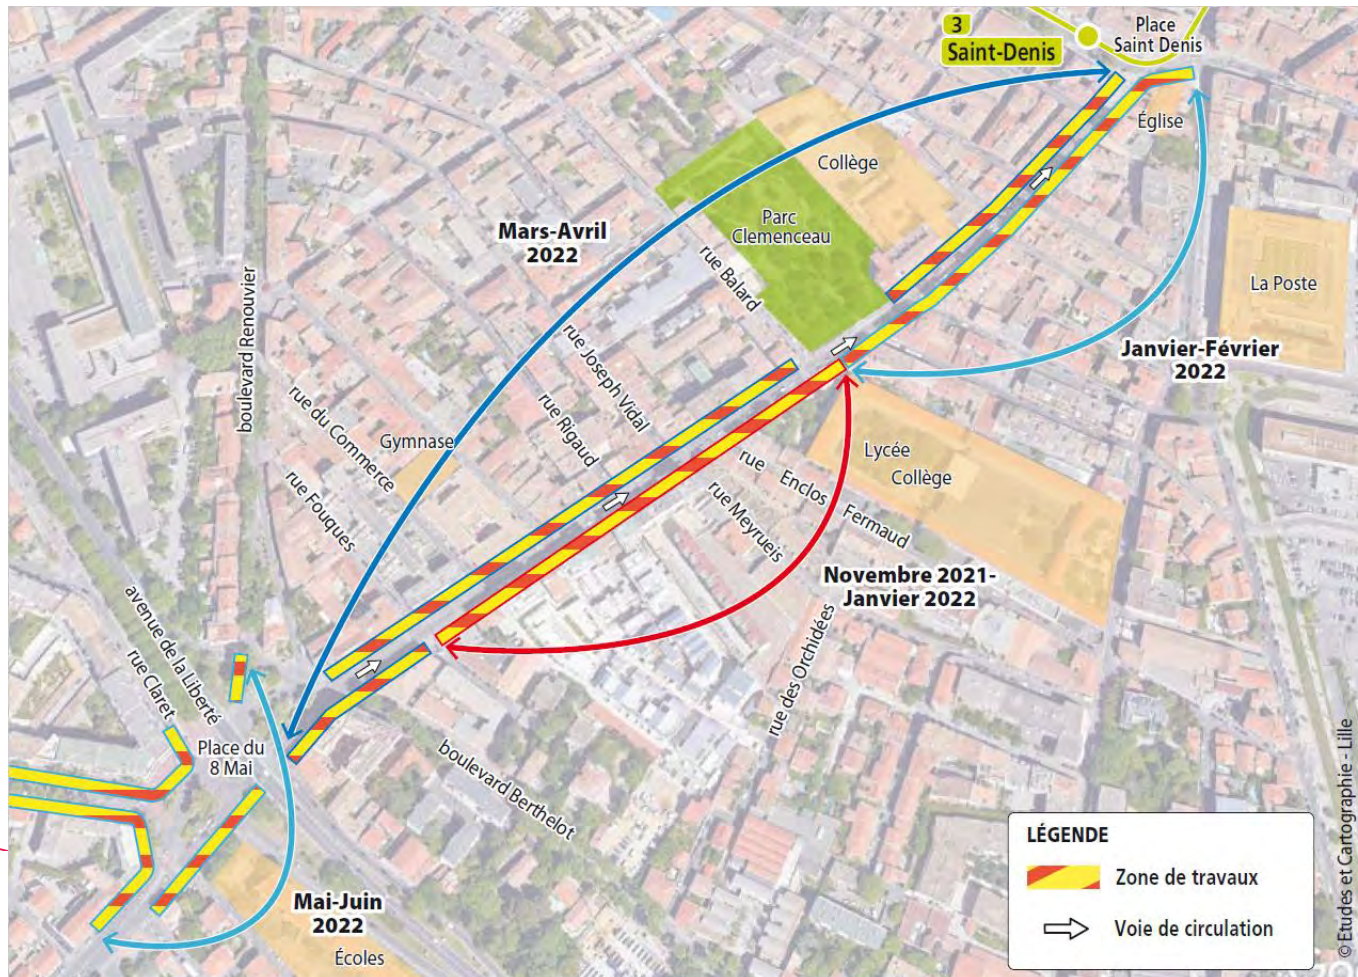 3
Saint-Denis
Place
Saint Denis
Église
Collège
Parc
Clemenceau
Mars-Avril
2022
rue Balard
La Poste
boulevard Renouvier
rue Joseph Vidal
Janvier-Février
2022
rue du Commerce
rue Rigaud
Gymnase
Lycée
Collège
rue Enclos Fermaud
rue Meyrueis
rue Fouques
Novembre 2021-
Janvier 2022
avenue de la Liberté
rue Claret
rue des Orchidées
Place du
8 Mai
boulevard Berthelot
Mai-Juin
2022
Écoles
LÉGENDE
Zone de travaux
Voie de circulation
© Etudes et Cartographie - Lille